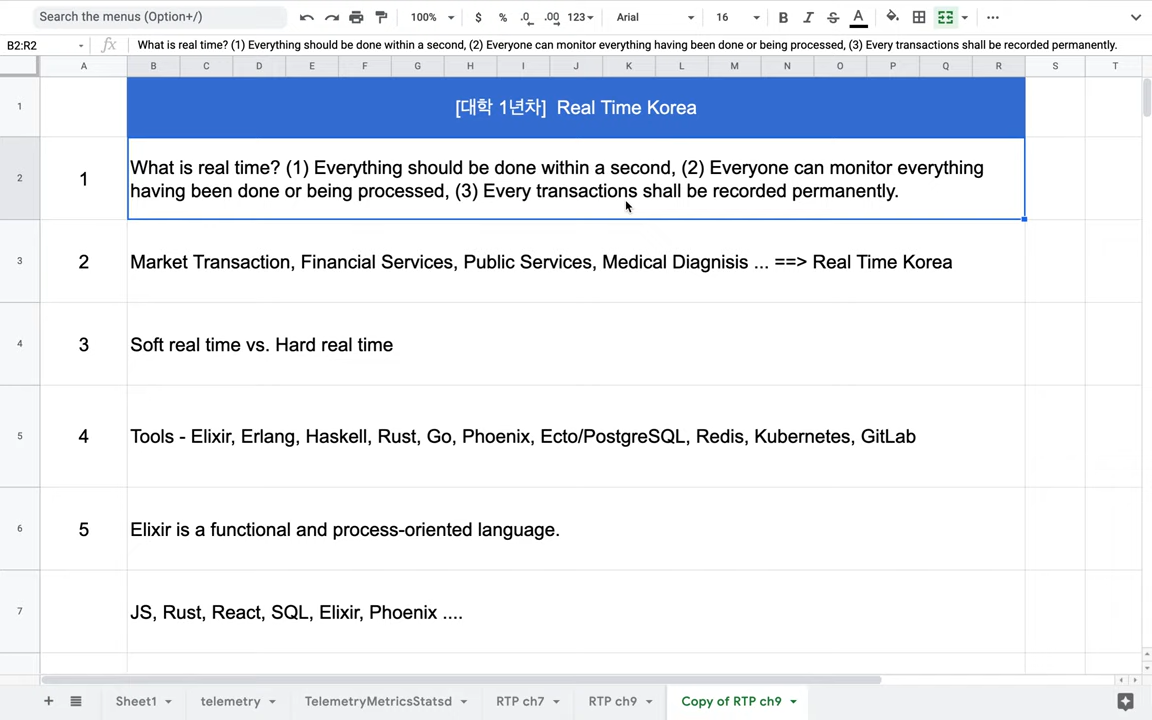 Search the menus (Option+/)
100%
$ % .0 .00 123
Arial
16
B I S A
B2:R2
fx What is real time? (1) Everything should be done within a second, (2) Everyone can monitor everything having been done or being processed, (3) Every transactions shall be recorded permanently.
A B C D E F G H I J K L M N O P Q R S T
1 [대학 1년차] Real Time Korea
2 1 What is real time? (1) Everything should be done within a second, (2) Everyone can monitor everything
having been done or being processed, (3) Every transactions shall be recorded permanently.
3 2 Market Transaction, Financial Services, Public Services, Medical Diagnisis ... ==> Real Time Korea
4 3 Soft real time vs. Hard real time
5 4 Tools - Elixir, Erlang, Haskell, Rust, Go, Phoenix, Ecto/PostgreSQL, Redis, Kubernetes, GitLab
6 5 Elixir is a functional and process-oriented language.
7 JS, Rust, React, SQL, Elixir, Phoenix ....
Sheet1 telemetry TelemetryMetricsStatsd RTP ch7 RTP ch9 Copy of RTP ch9